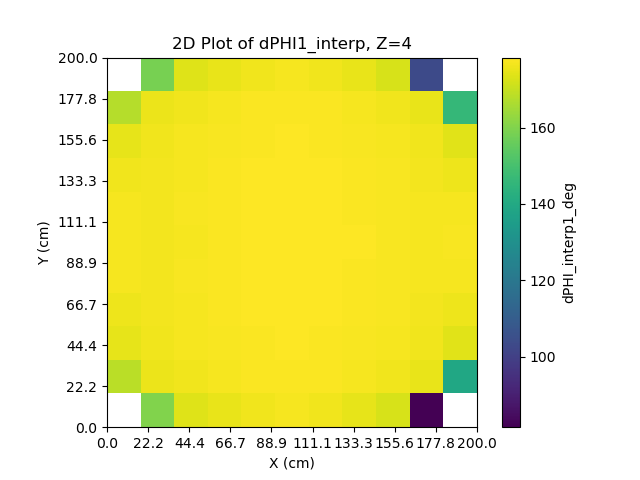 2D Plot of dPHI1_interp, Z=4
200.0
177.8
155.6
133.3
111.1
88.9
66.7
44.4
22.2
0.0
Y (cm)
0.0 22.2 44.4 66.7 88.9 111.1 133.3 155.6 177.8 200.0
X (cm)
160
140
120
100
dPHI_interp1_deg